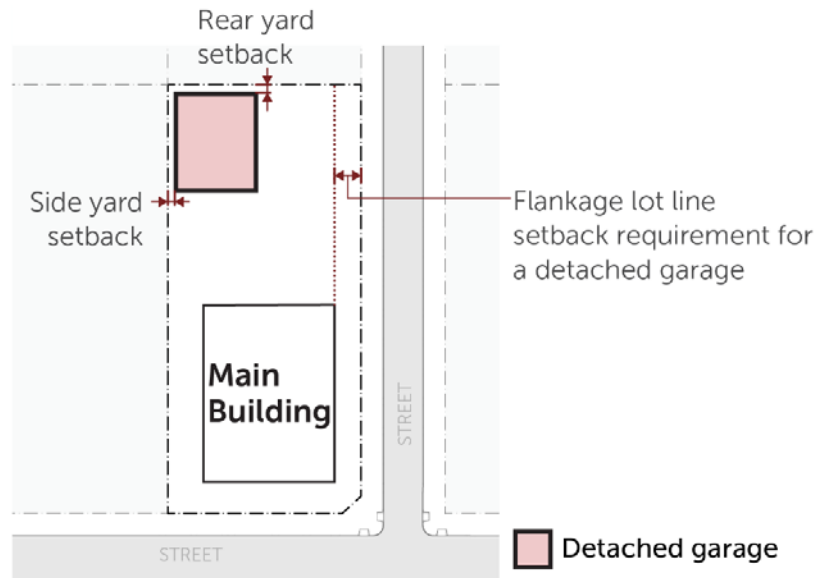 Rear yard
setback
Side yard
setback
Flankage lot line
setback requirement for
a detached garage
Main
Building
STREET
STREET
Detached garage